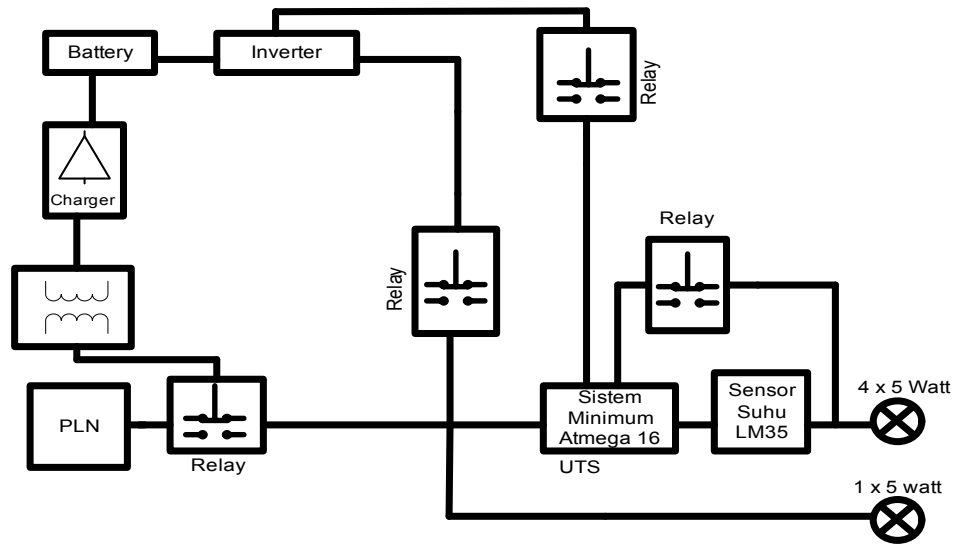 Battery
Inverter
Relay
Charger
Relay
Relay
PLN
Relay
Sistem
Minimum
Atmega 16
UTS
Sensor
Suhu
LM35
4 x 5 Watt
1 x 5 watt